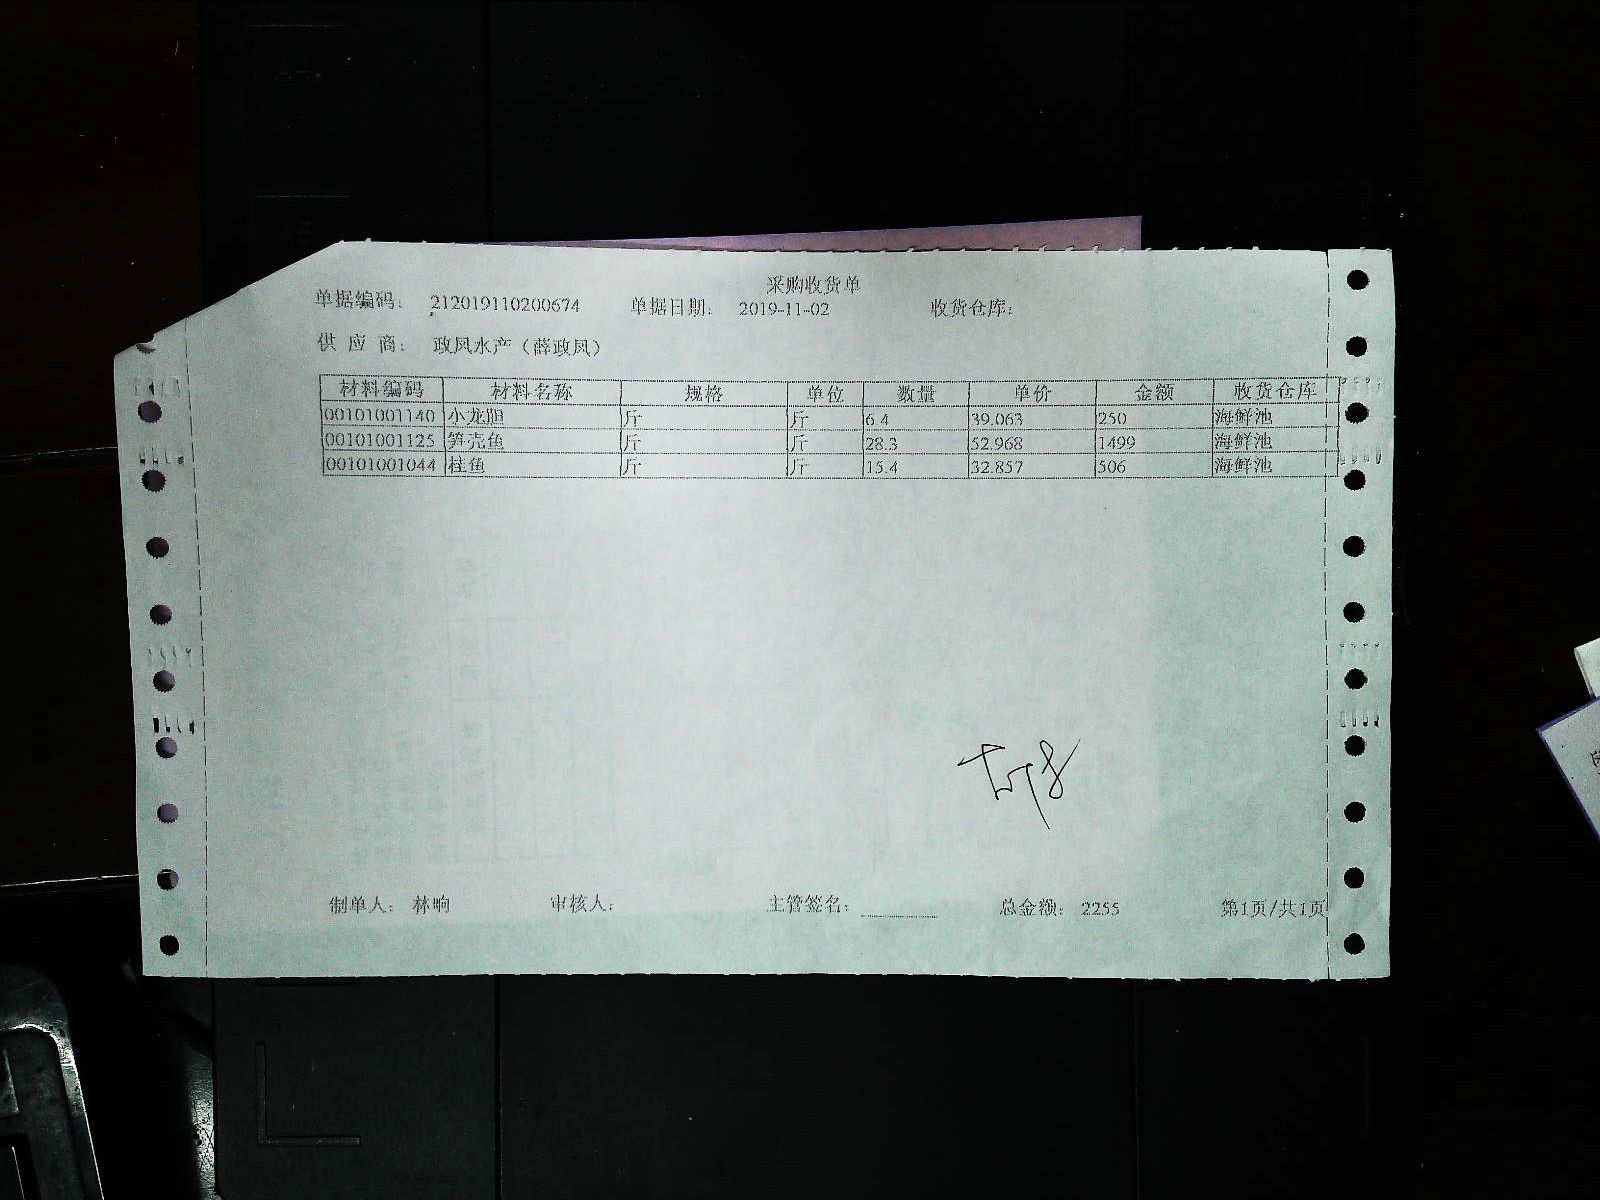 采购收货单
单据编码： 212019110200674 单据日期： 2019-11-02 收货仓库：
供 应 商： 政凤水产（薛政凤）
材料编码 材料名称 规格 单位 数量 单价 金额 收货仓库
00101001140 小龙胆 斤 斤 6.4 39.063 250 海鲜池
00101001125 笋壳鱼 斤 斤 28.3 52.968 1499 海鲜池
00101001044 桂鱼 斤 斤 15.4 32.857 506 海鲜池
制单人： 林响 审核人： 主管签名： 总金额： 2255 第1页/共1页